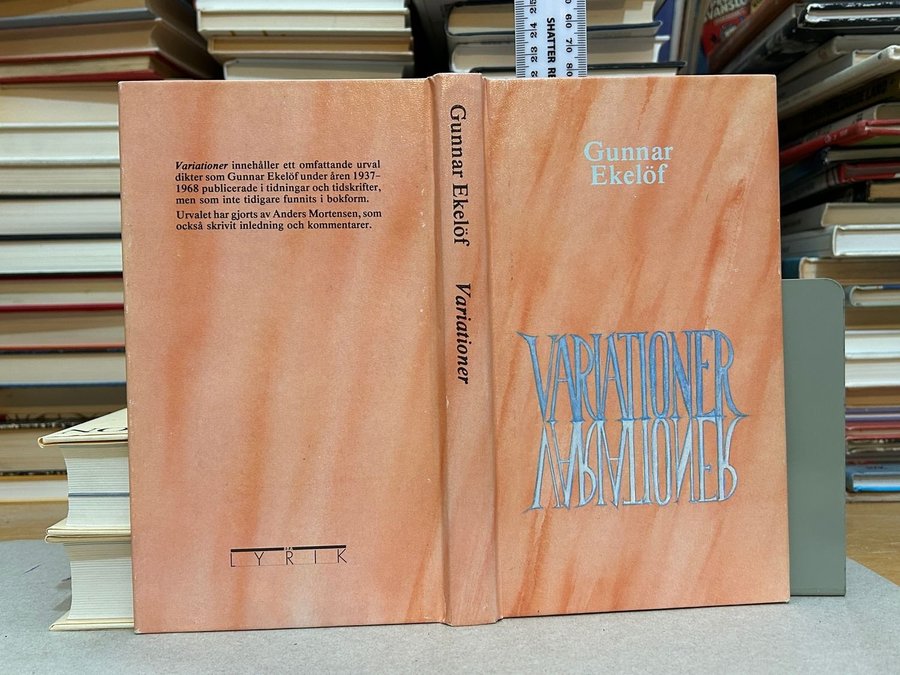 Variationer innehåller ett omfattande urval
dikter som Gunnar Ekelöf under åren 1937–
1968 publicerade i tidningar och tidskrifter,
men som inte tidigare funnits i bokform.
Urvalet har gjorts av Anders Mortensen, som
också skrivit inledning och kommentarer.
LYRIK
Gunnar Ekelöf Variationer
Gunnar
Ekelöf
VARIATIONER
VARIATIONER
SHATTER RE